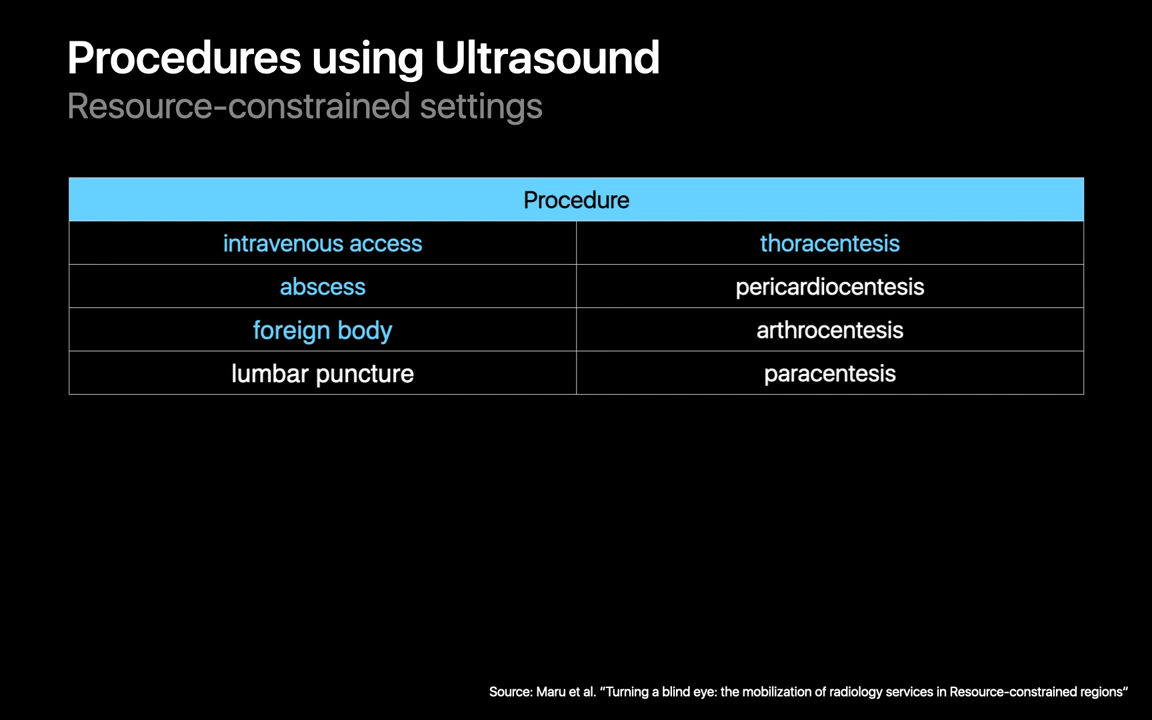 Procedures using Ultrasound
Resource-constrained settings
Procedure
intravenous access thoracentesis
abscess pericardiocentesis
foreign body arthrocentesis
lumbar puncture paracentesis
Source: Maru et al. “Turning a blind eye: the mobilization of radiology services in Resource-constrained regions”